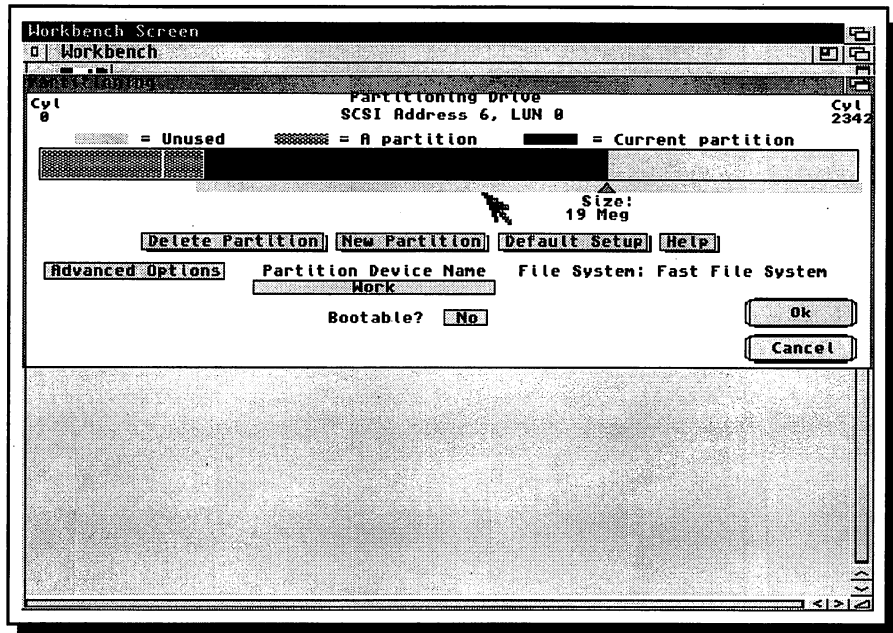 Workbench Screen
Workbench
Partitioning
Partitioning Drive
Cyl
0
SCSI Address 6, LUN 0
Cyl
2342
= Unused
= A partition
= Current partition
Size:
19 Meg
Delete Partition
New Partition
Default Setup
Help
Advanced Options
Partition Device Name
File System: Fast File System
Work
Bootable? No
Ok
Cancel